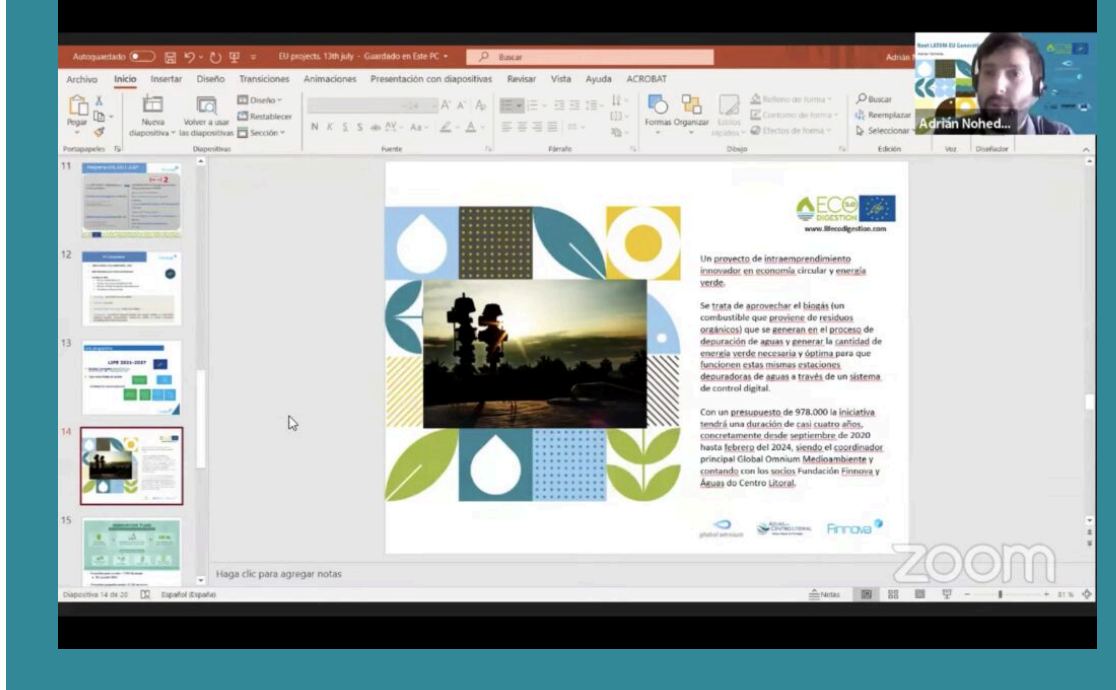 Autoguardado
EU projects. 13th july - Guardado en Este PC
Buscar
Adrián N
Archivo Inicio Insertar Diseño Transiciones Animaciones Presentación con diapositivas Revisar Vista Ayuda ACROBAT
Pegar
Nueva diapositiva
Volver a usar las diapositivas
Diseño
Restablecer
Sección
Formas Organizar Estilos rápidos
Relleno de forma
Contorno de forma
Efectos de forma
Buscar
Reemplazar
Seleccionar
Adrián Nohed...
Portapapeles Diapositivas Fuente Párrafo Dibujo Edición Voz Diseñador
11
12
13
LIFE 2021-2027
14
15
ECO
DIGESTION
www.lifecodigestion.com
Un proyecto de intraemprendimiento
innovador en economía circular y energía
verde.
Se trata de aprovechar el biogás (un
combustible que proviene de residuos
orgánicos) que se generan en el proceso de
depuración de aguas y generar la cantidad de
energía verde necesaria y óptima para que
funcionen estas mismas estaciones
depuradoras de aguas a través de un sistema
de control digital.
Con un presupuesto de 978.000 la iniciativa
tendrá una duración de casi cuatro años,
concretamente desde septiembre de 2020
hasta febrero del 2024, siendo el coordinador
principal Global Omnium Medioambiente y
contando con los socios Fundación Finnova y
Águas do Centro Litoral.
global omnium
Finnova
zoom
Haga clic para agregar notas
Diapositiva 14 de 20 Español (España) Notas 81 %